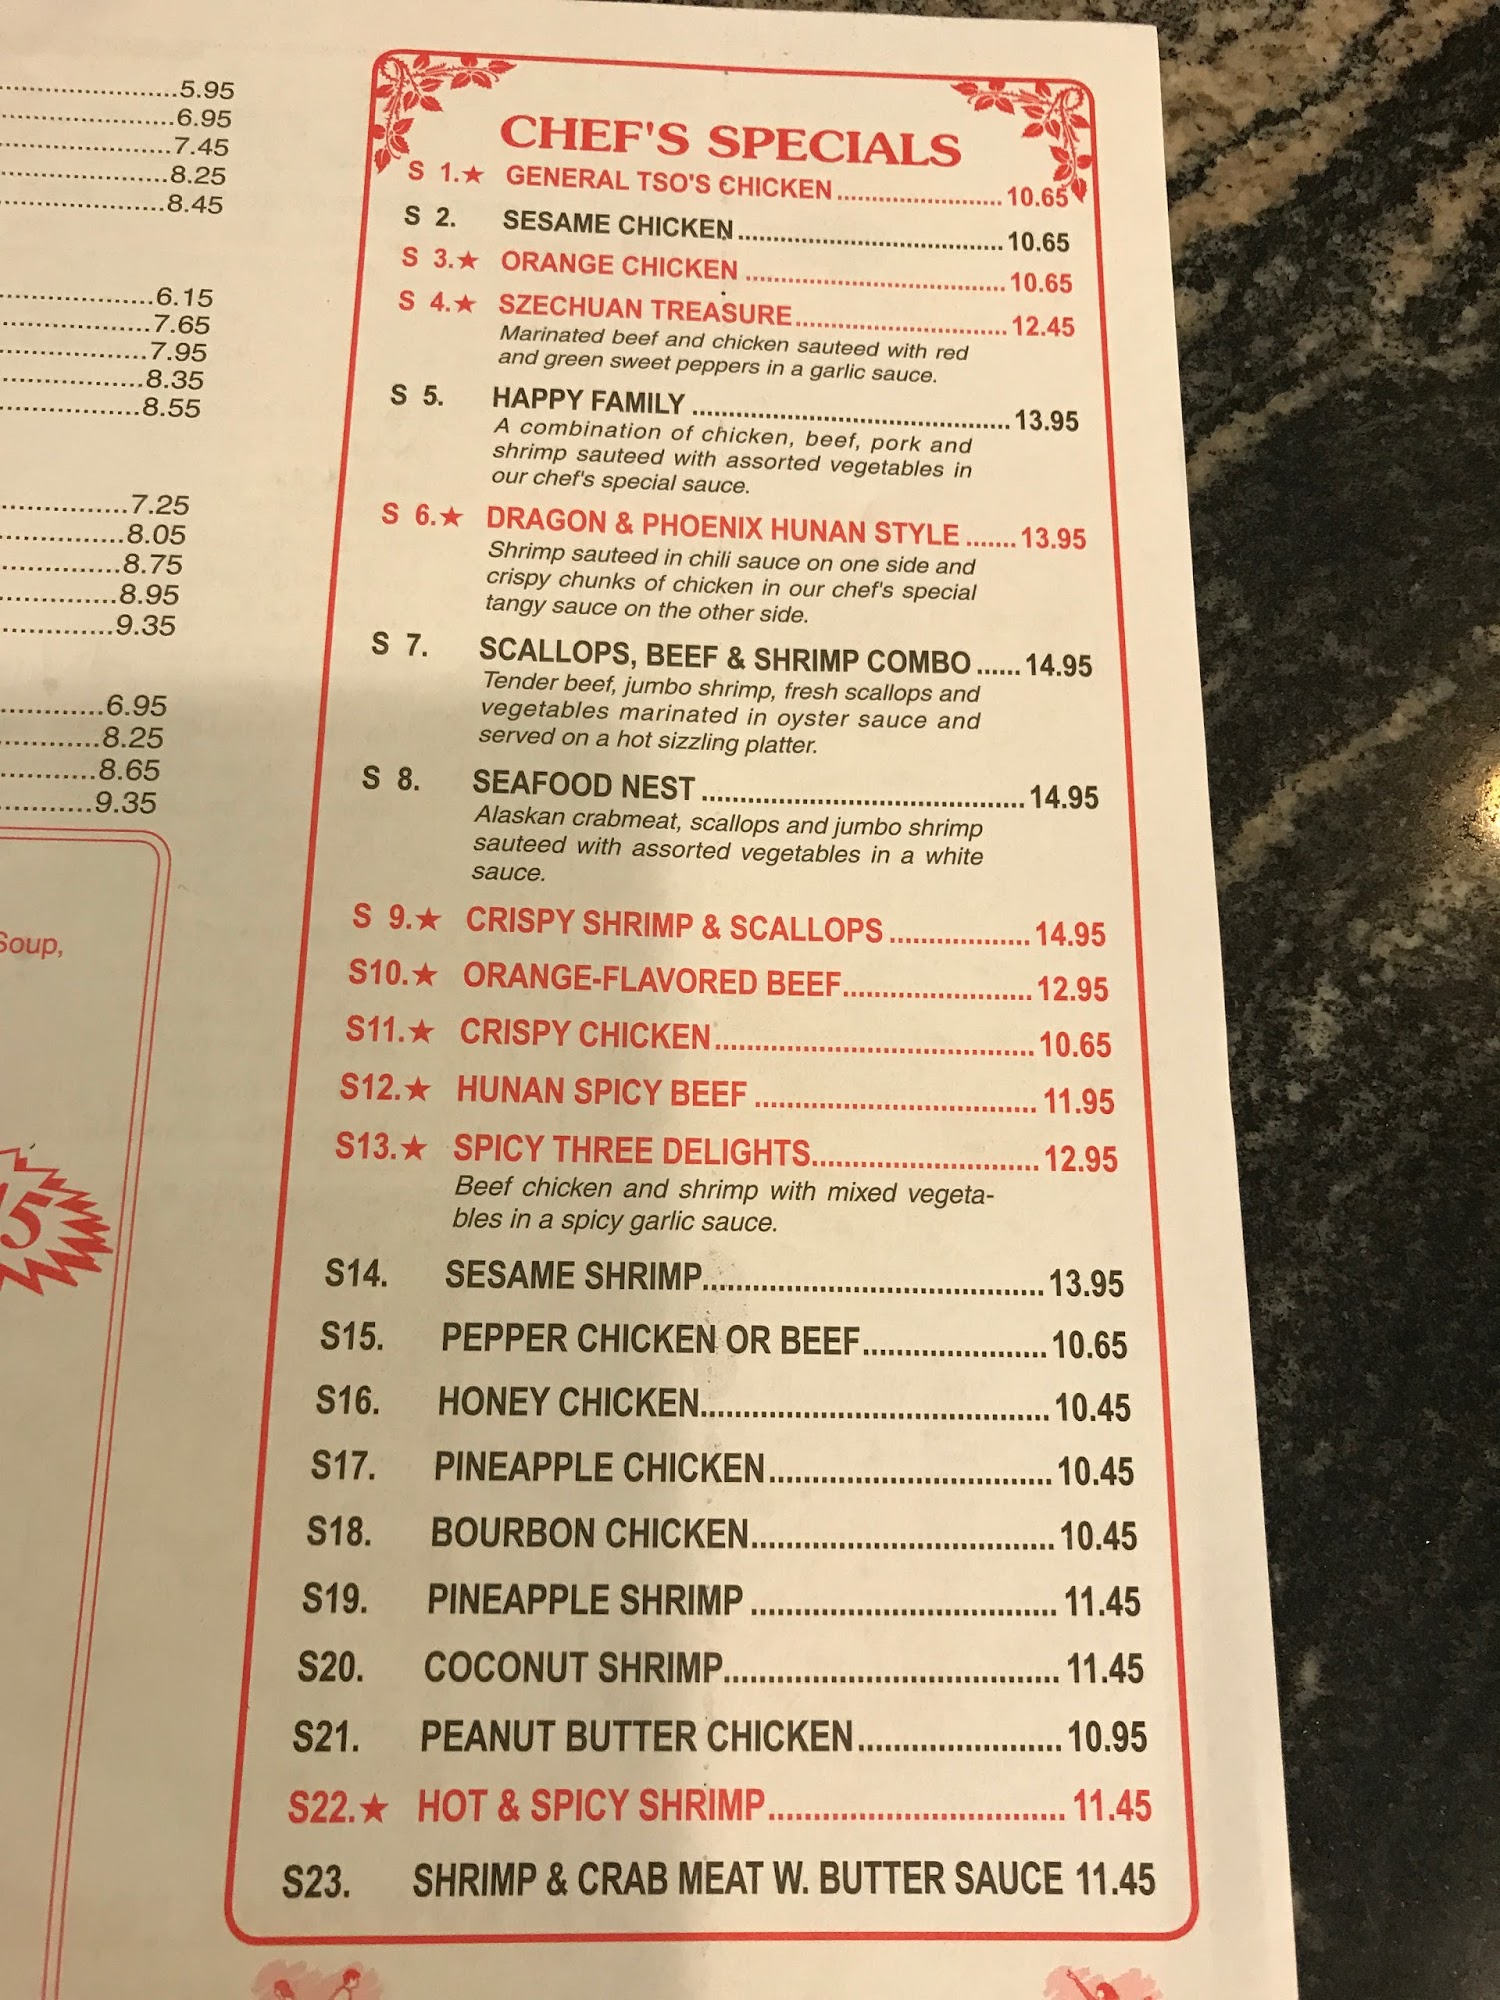 ....5.95
....6.95
....7.45
....8.25
....8.45
....6.15
....7.65
....7.95
....8.35
....8.55
....7.25
....8.05
....8.75
....8.95
....9.35
....6.95
....8.25
....8.65
....9.35
Soup,
5
CHEF'S SPECIALS
S 1.★ GENERAL TSO'S CHICKEN....10.65
S 2. SESAME CHICKEN....10.65
S 3.★ ORANGE CHICKEN....10.65
S 4.★ SZECHUAN TREASURE....12.45
Marinated beef and chicken sauteed with red
and green sweet peppers in a garlic sauce.
S 5. HAPPY FAMILY....13.95
A combination of chicken, beef, pork and
shrimp sauteed with assorted vegetables in
our chef's special sauce.
S 6.★ DRAGON & PHOENIX HUNAN STYLE....13.95
Shrimp sauteed in chili sauce on one side and
crispy chunks of chicken in our chef's special
tangy sauce on the other side.
S 7. SCALLOPS, BEEF & SHRIMP COMBO....14.95
Tender beef, jumbo shrimp, fresh scallops and
vegetables marinated in oyster sauce and
served on a hot sizzling platter.
S 8. SEAFOOD NEST....14.95
Alaskan crabmeat, scallops and jumbo shrimp
sauteed with assorted vegetables in a white
sauce.
S 9.★ CRISPY SHRIMP & SCALLOPS....14.95
S10.★ ORANGE-FLAVORED BEEF....12.95
S11.★ CRISPY CHICKEN....10.65
S12.★ HUNAN SPICY BEEF....11.95
S13.★ SPICY THREE DELIGHTS....12.95
Beef chicken and shrimp with mixed vegeta-
bles in a spicy garlic sauce.
S14. SESAME SHRIMP....13.95
S15. PEPPER CHICKEN OR BEEF....10.65
S16. HONEY CHICKEN....10.45
S17. PINEAPPLE CHICKEN....10.45
S18. BOURBON CHICKEN....10.45
S19. PINEAPPLE SHRIMP....11.45
S20. COCONUT SHRIMP....11.45
S21. PEANUT BUTTER CHICKEN....10.95
S22.★ HOT & SPICY SHRIMP....11.45
S23. SHRIMP & CRAB MEAT W. BUTTER SAUCE 11.45